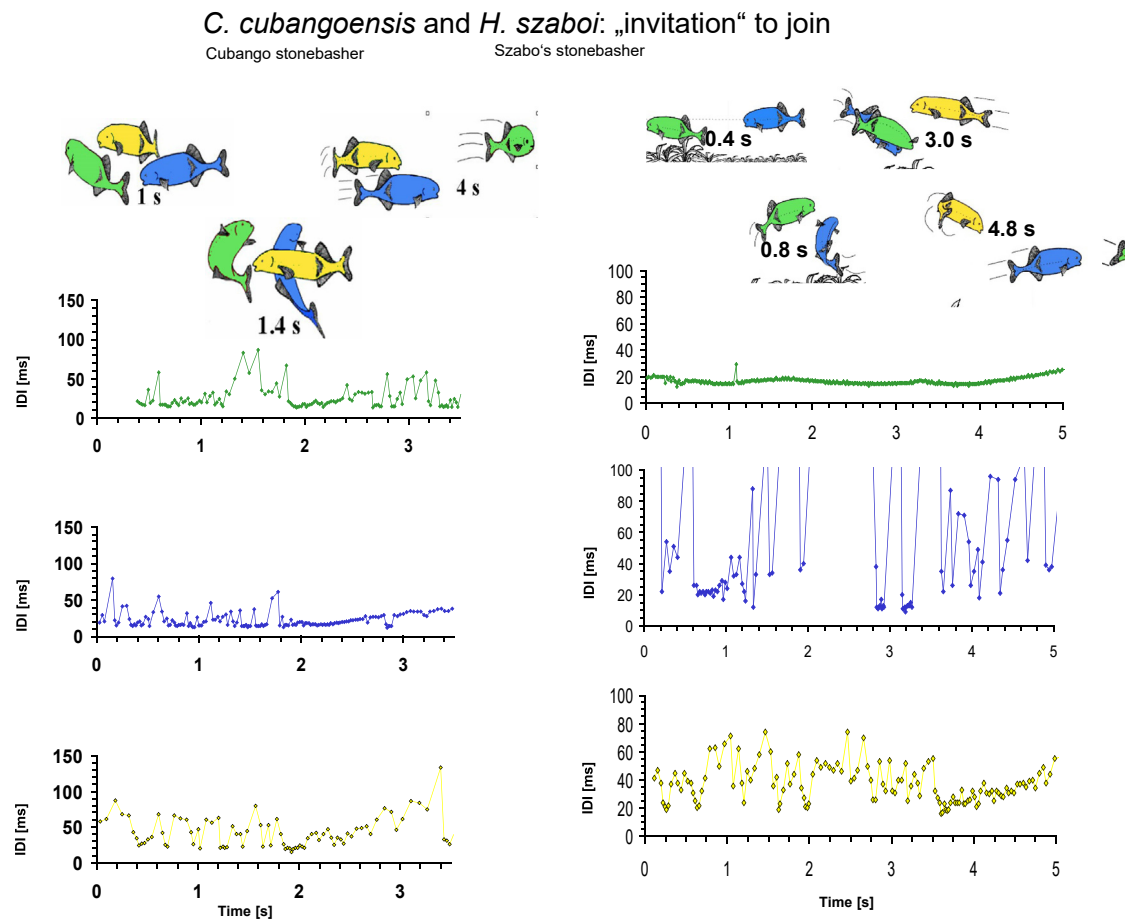 C. cubangoensis and H. szaboi: „invitation“ to join
Cubango stonebasher
Szabo‘s stonebasher
1 s
4 s
1.4 s
0.4 s
3.0 s
0.8 s
4.8 s
IDI [ms]
150
100
50
0
0 1 2 3
IDI [ms]
100
80
60
40
20
0
0 1 2 3 4 5
IDI [ms]
150
100
50
0
0 1 2 3
IDI [ms]
100
80
60
40
20
0
0 1 2 3 4 5
IDI [ms]
150
100
50
0
0 1 2 3
Time [s]
IDI [ms]
100
80
60
40
20
0
0 1 2 3 4 5
Time [s]